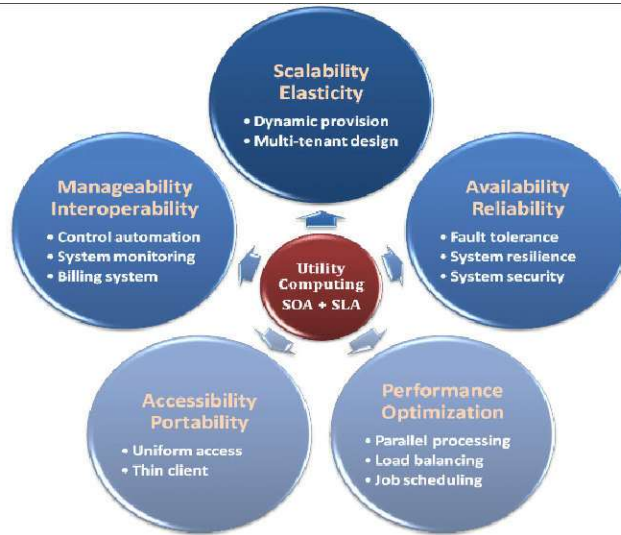 Scalability
Elasticity
• Dynamic provision
• Multi-tenant design
Manageability
Interoperability
• Control automation
• System monitoring
• Billing system
Availability
Reliability
• Fault tolerance
• System resilience
• System security
Utility
Computing
SOA + SLA
Accessibility
Portability
• Uniform access
• Thin client
Performance
Optimization
• Parallel processing
• Load balancing
• Job scheduling